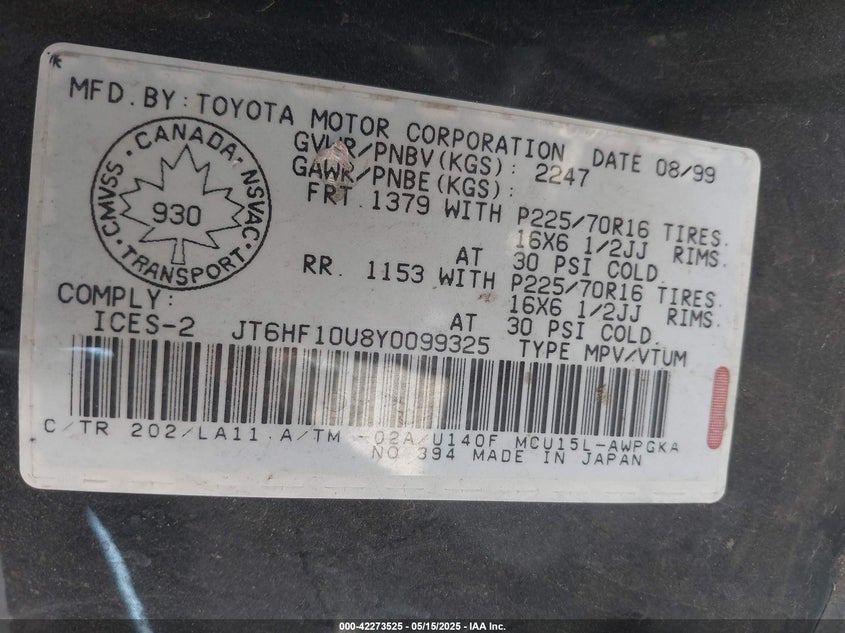 MFD. BY: TOYOTA MOTOR CORPORATION DATE 08/99
CMVSS · CANADA · NSVAC · TRANSPORT ·
930
GVWR/PNBV(KGS): 2247
GAWR/PNBE(KGS):
FRT. 1379 WITH P225/70R16 TIRES.
16X6 1/2JJ RIMS.
AT 30 PSI COLD.
RR. 1153 WITH P225/70R16 TIRES.
16X6 1/2JJ RIMS.
AT 30 PSI COLD.
COMPLY:
ICES-2 JT6HF10U8Y0099325 TYPE MPV/VTUM
C/TR 202/LA11 A/TM -02A/U140F MCU15L-AWPGKA
NO 394 MADE IN JAPAN
000-42273525 - 05/15/2025 - IAA Inc.